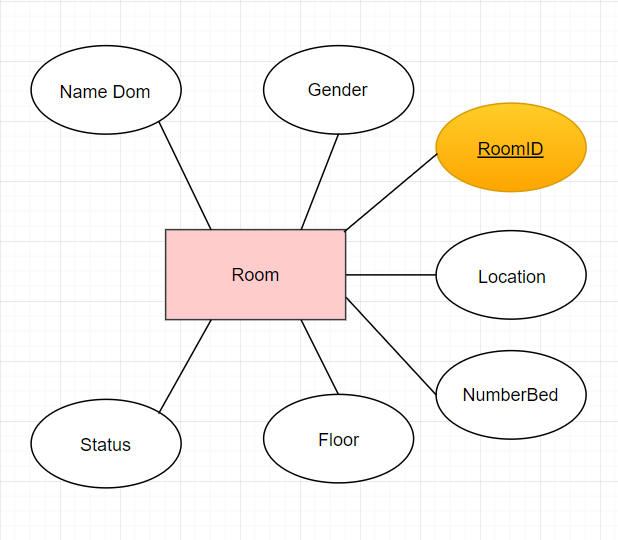 Name Dom
Gender
RoomID
Room
Location
NumberBed
Status
Floor